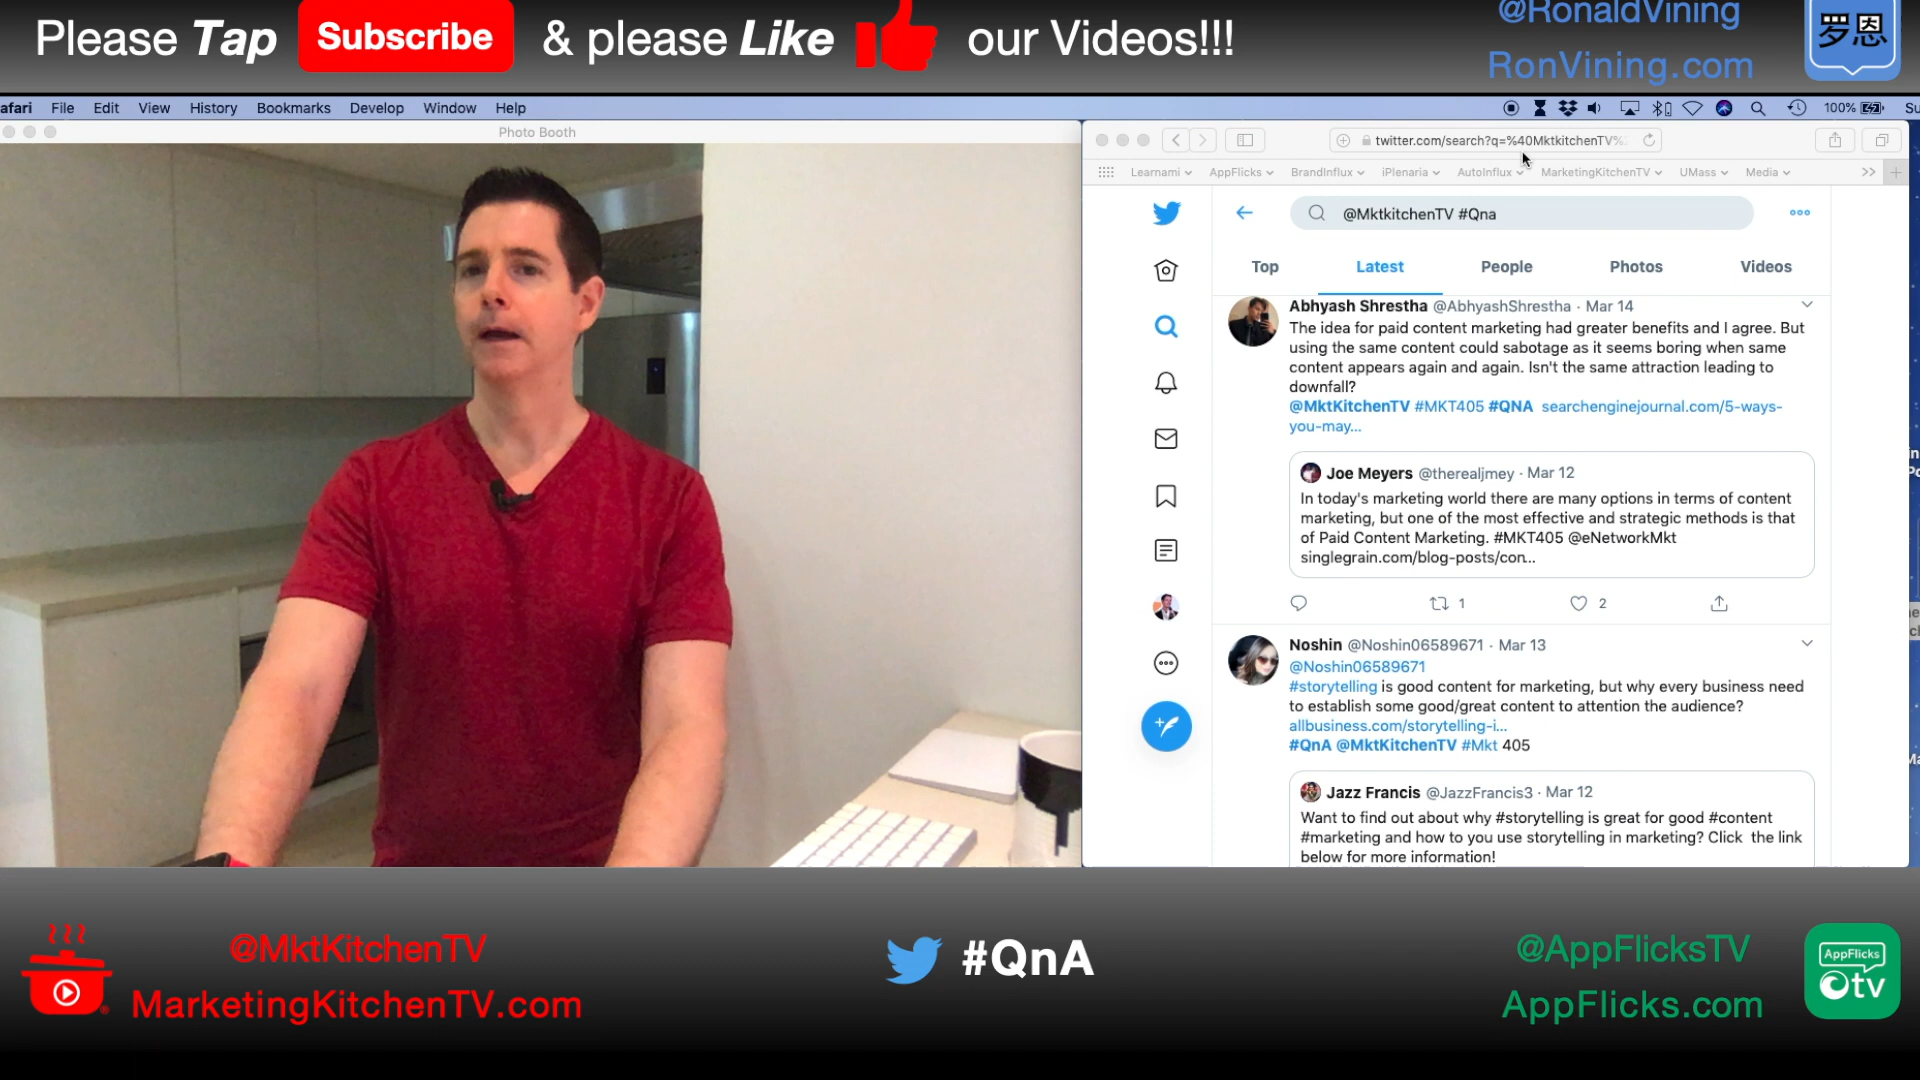 Please Tap Subscribe & please Like our Videos!!!
@RonaldVining
RonVining.com
罗恩
afari File Edit View History Bookmarks Develop Window Help
100%
Su
Photo Booth
twitter.com/search?q=%40MktkitchenTV%
Learnami AppFlicks BrandInflux iPlenaria AutoInflux MarketingKitchenTV UMass Media
@MktkitchenTV #Qna
Top Latest People Photos Videos
Abhyash Shrestha @AbhyashShrestha · Mar 14
The idea for paid content marketing had greater benefits and I agree. But
using the same content could sabotage as it seems boring when same
content appears again and again. Isn't the same attraction leading to
downfall?
@MktKitchenTV #MKT405 #QNA searchenginejournal.com/5-ways-
you-may...
Joe Meyers @therealjmey · Mar 12
In today's marketing world there are many options in terms of content
marketing, but one of the most effective and strategic methods is that
of Paid Content Marketing. #MKT405 @eNetworkMkt
singlegrain.com/blog-posts/con...
1 2
Noshin @Noshin06589671 · Mar 13
@Noshin06589671
#storytelling is good content for marketing, but why every business need
to establish some good/great content to attention the audience?
allbusiness.com/storytelling-i...
#QnA @MktKitchenTV #Mkt 405
Jazz Francis @JazzFrancis3 · Mar 12
Want to find out about why #storytelling is great for good #content
#marketing and how to you use storytelling in marketing? Click the link
below for more information!
@MktKitchenTV
MarketingKitchenTV.com
#QnA
@AppFlicksTV
AppFlicks.com
AppFlicks
tv